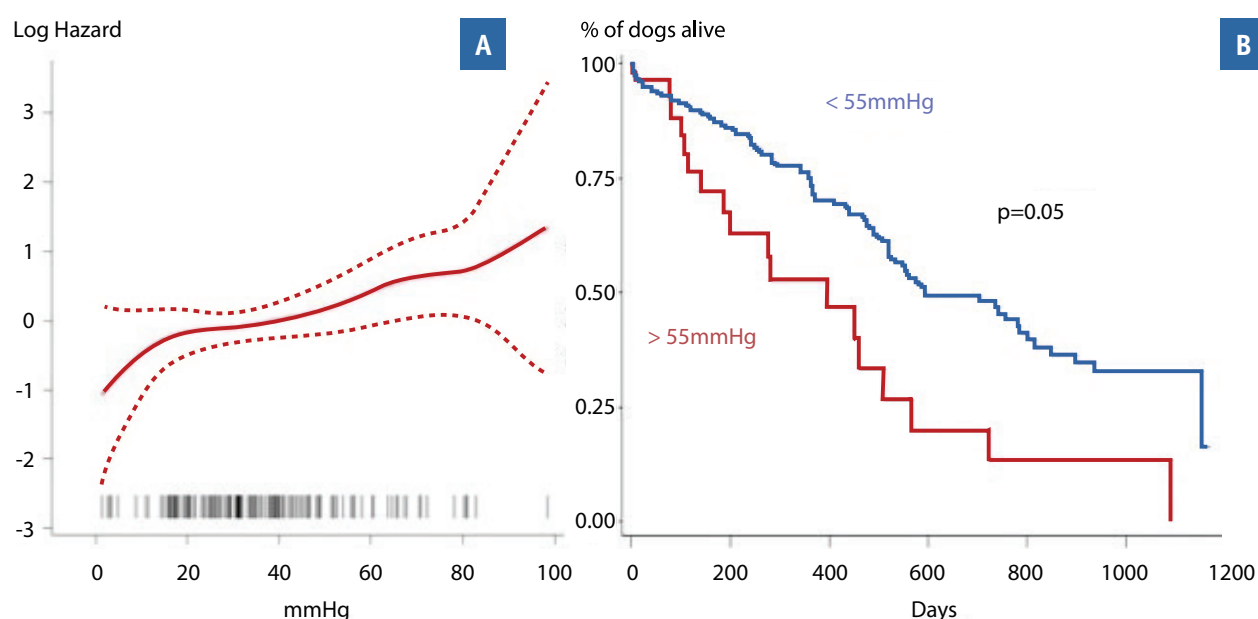 Log Hazard
A
3
2
1
0
-1
-2
-3
0 20 40 60 80 100
mmHg
% of dogs alive
B
100
0.75
0.50
0.25
0.00
< 55mmHg
p=0.05
> 55mmHg
0 200 400 600 800 1000 1200
Days